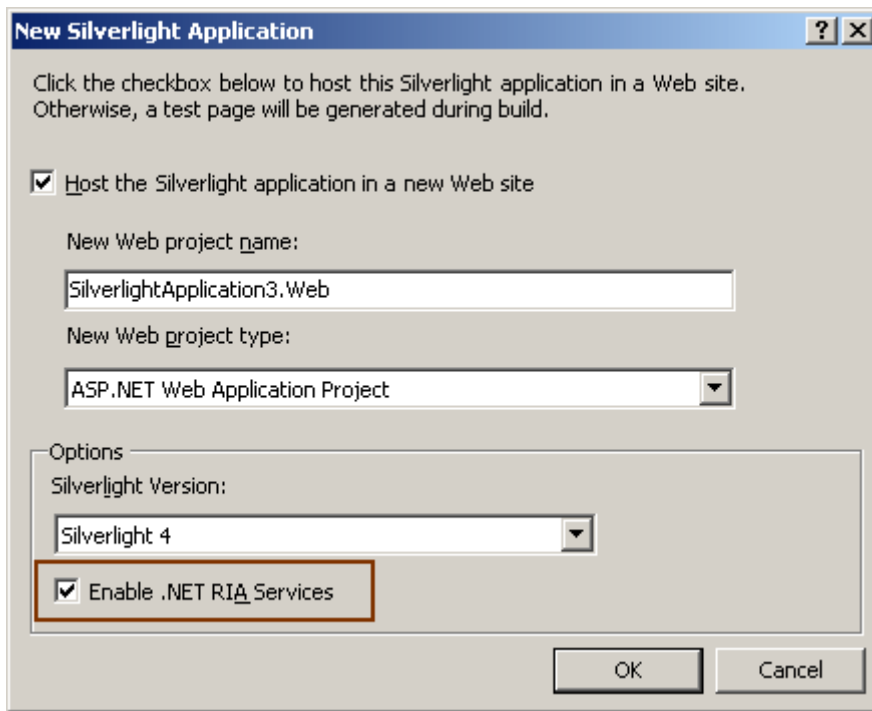 New Silverlight Application
Click the checkbox below to host this Silverlight application in a Web site.
Otherwise, a test page will be generated during build.
Host the Silverlight application in a new Web site
New Web project name:
SilverlightApplication3.Web
New Web project type:
ASP.NET Web Application Project
Options
Silverlight Version:
Silverlight 4
Enable .NET RIA Services
OK Cancel